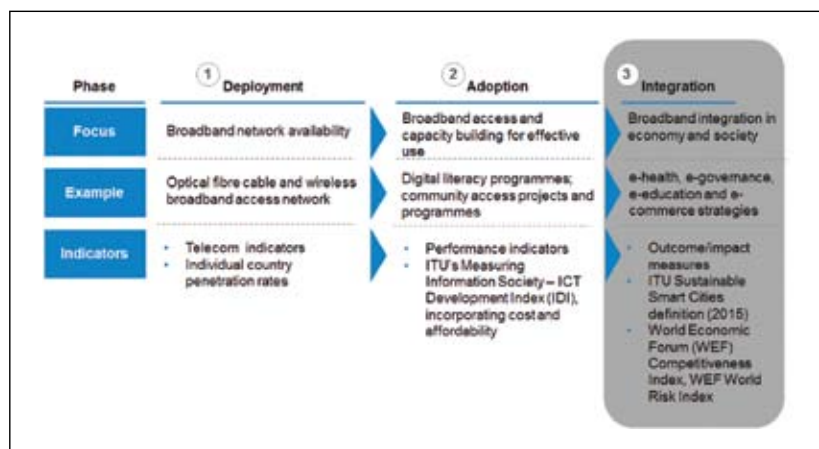 Phase
1 Deployment
2 Adoption
3 Integration
Focus
Broadband network availability
Broadband access and
capacity building for effective
use
Broadband integration in
economy and society
Example
Optical fibre cable and wireless
broadband access network
Digital literacy programmes;
community access projects and
programmes
e-health, e-governance,
e-education and e-
commerce strategies
Indicators
• Telecom indicators
• Individual country
penetration rates
• Performance indicators
• ITU's Measuring
Information Society – ICT
Development Index (IDI),
incorporating cost and
affordability
• Outcome/impact
measures
• ITU Sustainable
Smart Cities
definition (2015)
• World Economic
Forum (WEF)
Competitiveness
Index, WEF World
Risk Index